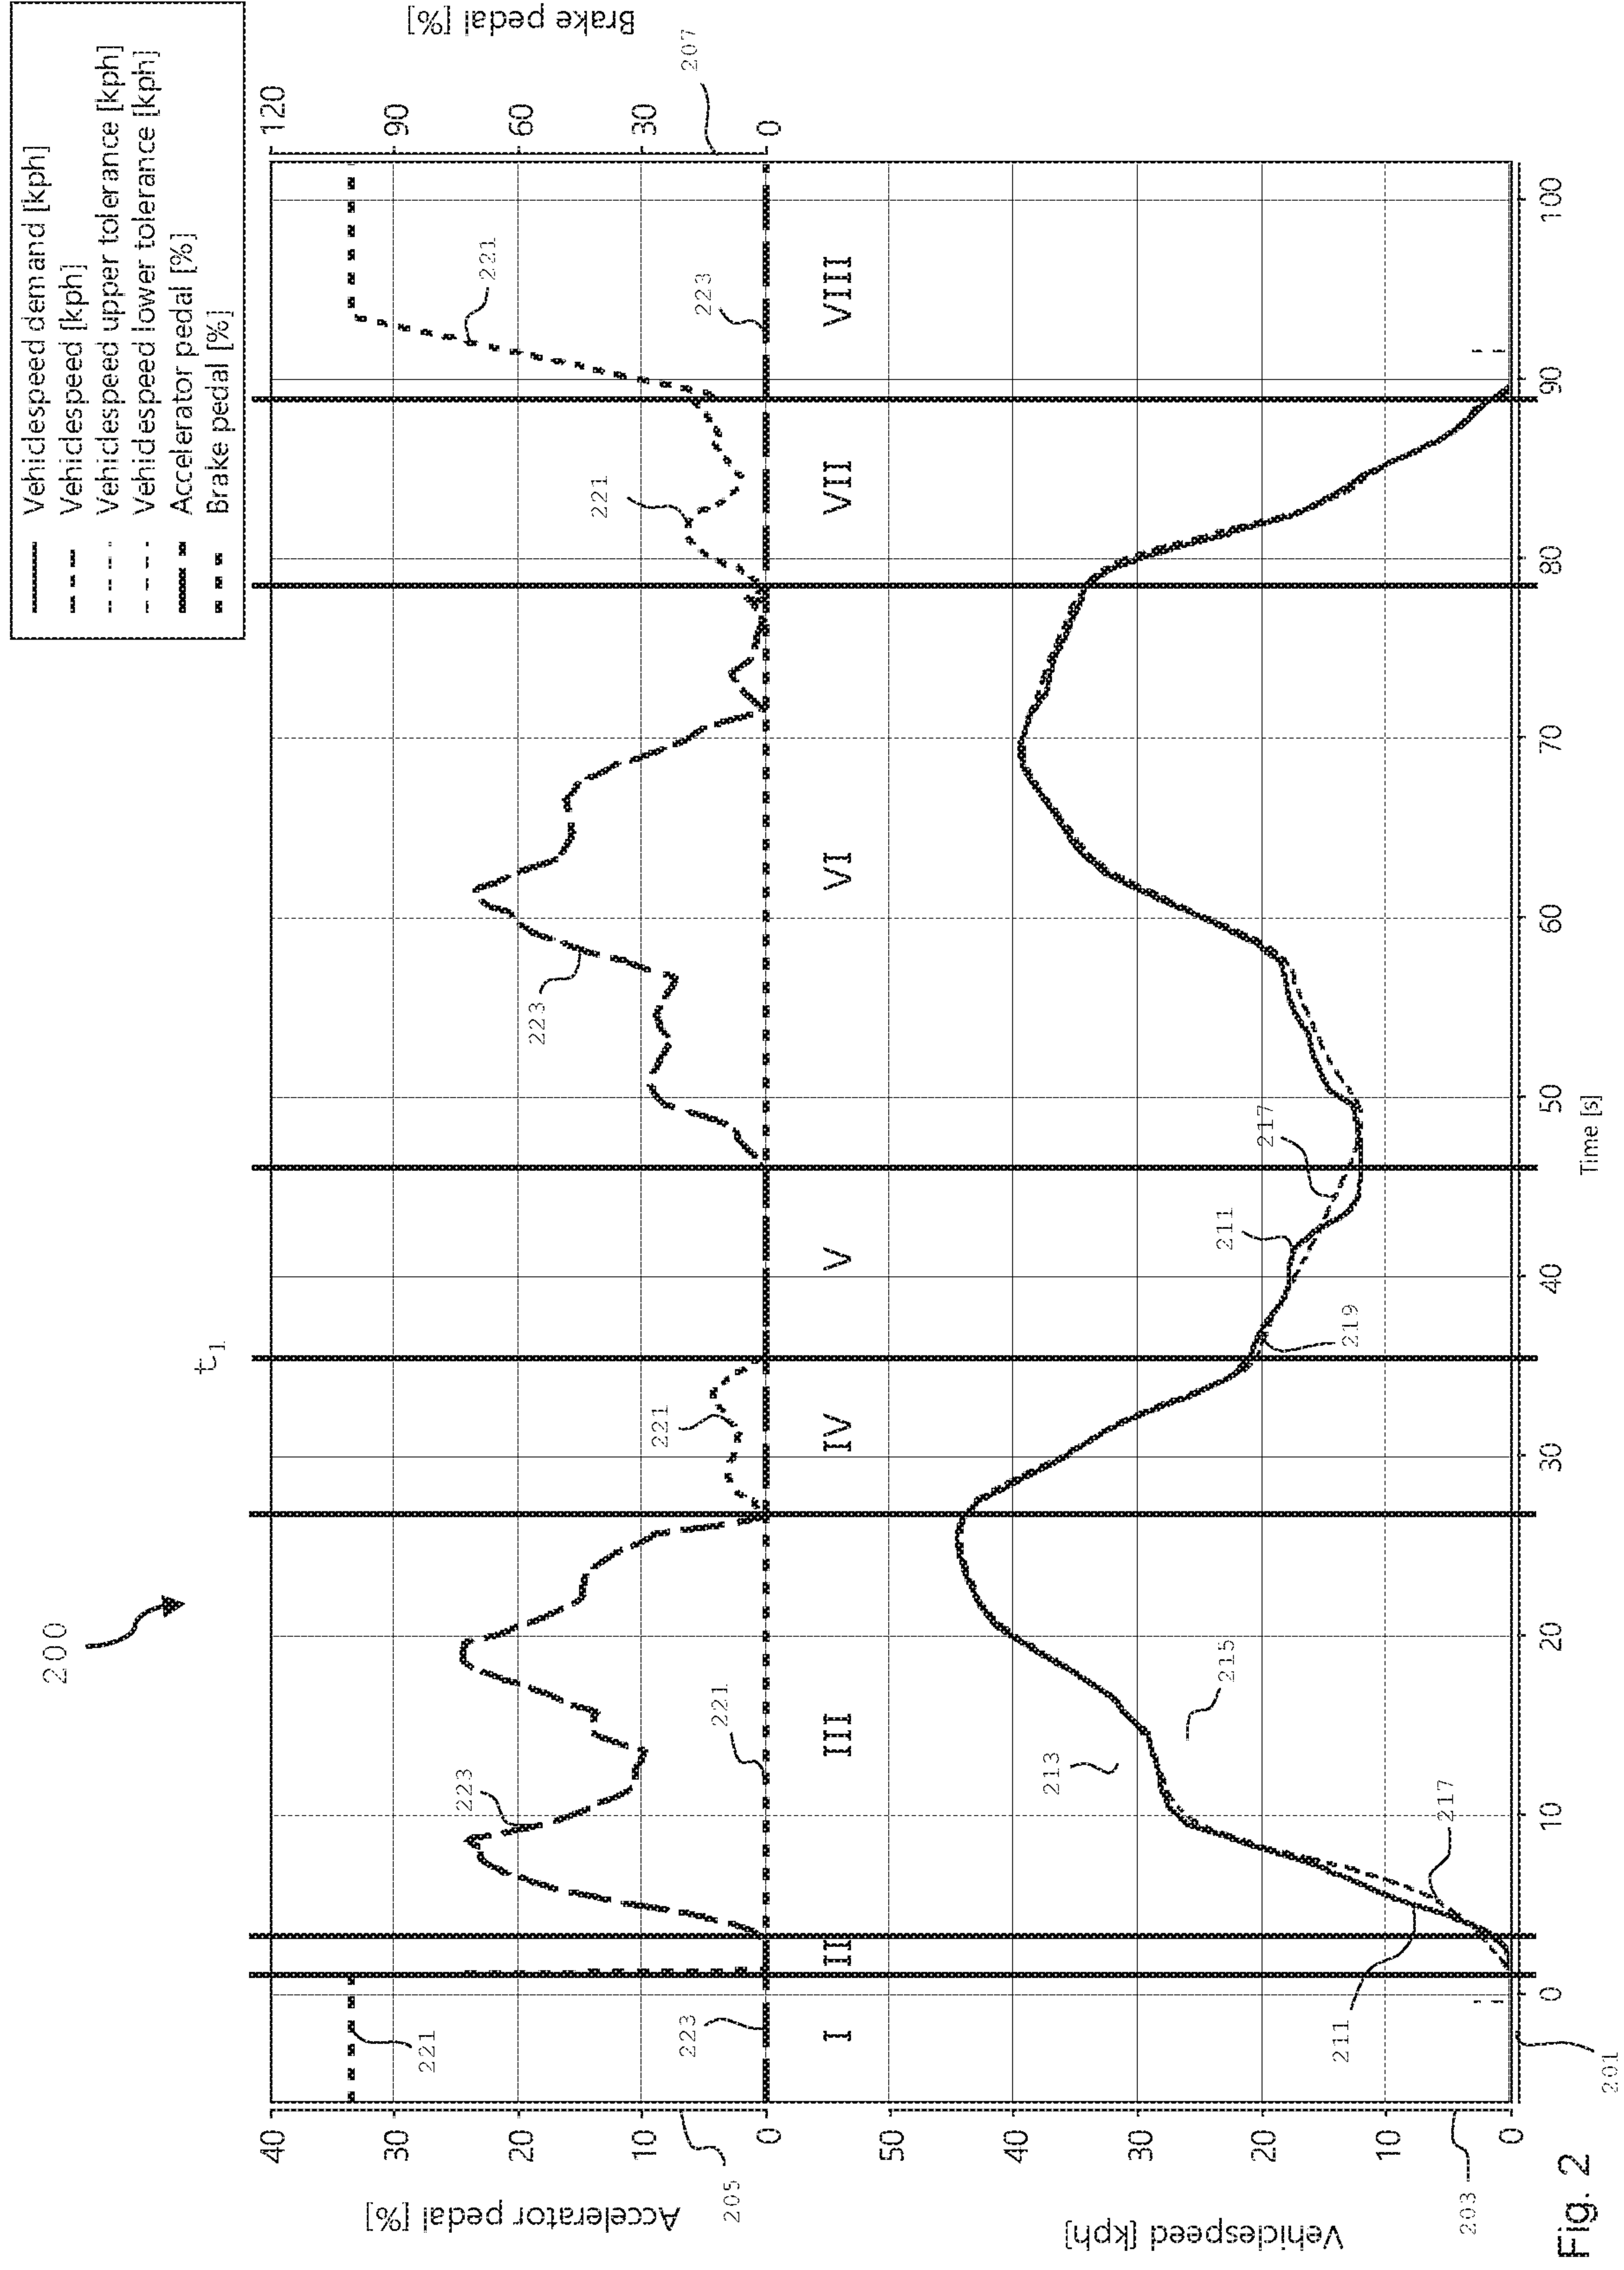 200
t1
Vehiclespeed demand [kph]
Vehiclespeed [kph]
Vehiclespeed upper tolerance [kph]
Vehiclespeed lower tolerance [kph]
Accelerator pedal [%]
Brake pedal [%]
Accelerator pedal [%]
205
40
30
20
10
0
Brake pedal [%]
207
120
90
60
30
0
221
223
223
221
221
223
221
221
223
I
II
III
IV
V
VI
VII
VIII
Vehiclespeed [kph]
203
50
40
30
20
10
0
213
215
217
211
219
211
217
201
0
10
20
30
40
50
60
70
80
90
100
Time [s]
Fig. 2